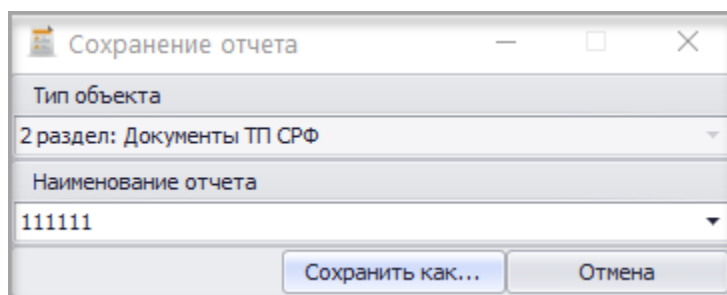 Сохранение отчета
Тип объекта
2 раздел: Документы ТП СРФ
Наименование отчета
111111
Сохранить как... Отмена